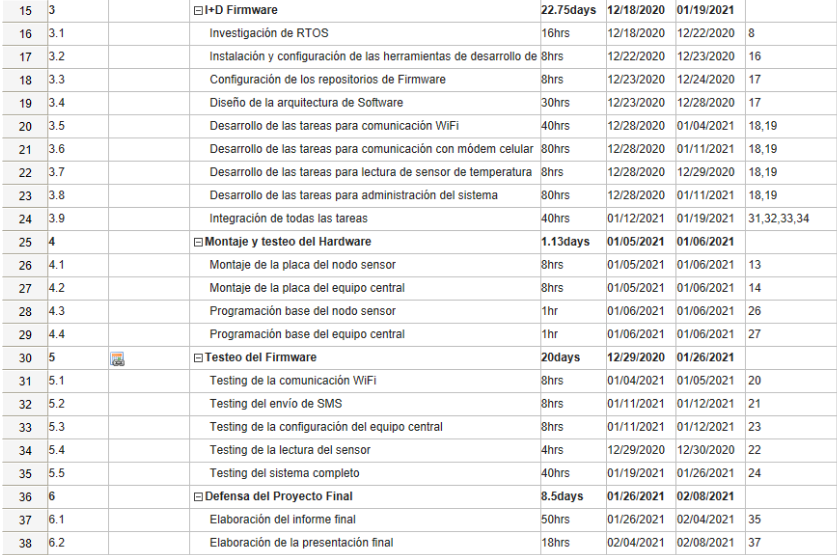 15 3 I+D Firmware 22.75days 12/18/2020 01/19/2021
16 3.1 Investigación de RTOS 16hrs 12/18/2020 12/22/2020 8
17 3.2 Instalación y configuración de las herramientas de desarrollo de 8hrs 12/22/2020 12/23/2020 16
18 3.3 Configuración de los repositorios de Firmware 8hrs 12/23/2020 12/24/2020 17
19 3.4 Diseño de la arquitectura de Software 30hrs 12/23/2020 12/28/2020 17
20 3.5 Desarrollo de las tareas para comunicación WiFi 40hrs 12/28/2020 01/04/2021 18,19
21 3.6 Desarrollo de las tareas para comunicación con módem celular 80hrs 12/28/2020 01/11/2021 18,19
22 3.7 Desarrollo de las tareas para lectura de sensor de temperatura 8hrs 12/28/2020 12/29/2020 18,19
23 3.8 Desarrollo de las tareas para administración del sistema 80hrs 12/28/2020 01/11/2021 18,19
24 3.9 Integración de todas las tareas 40hrs 01/12/2021 01/19/2021 31,32,33,34
25 4 Montaje y testeo del Hardware 1.13days 01/05/2021 01/06/2021
26 4.1 Montaje de la placa del nodo sensor 8hrs 01/05/2021 01/06/2021 13
27 4.2 Montaje de la placa del equipo central 8hrs 01/05/2021 01/06/2021 14
28 4.3 Programación base del nodo sensor 1hr 01/06/2021 01/06/2021 26
29 4.4 Programación base del equipo central 1hr 01/06/2021 01/06/2021 27
30 5 Testeo del Firmware 20days 12/29/2020 01/26/2021
31 5.1 Testing de la comunicación WiFi 8hrs 01/04/2021 01/05/2021 20
32 5.2 Testing del envío de SMS 8hrs 01/11/2021 01/12/2021 21
33 5.3 Testing de la configuración del equipo central 8hrs 01/11/2021 01/12/2021 23
34 5.4 Testing de la lectura del sensor 4hrs 12/29/2020 12/30/2020 22
35 5.5 Testing del sistema completo 40hrs 01/19/2021 01/26/2021 24
36 6 Defensa del Proyecto Final 8.5days 01/26/2021 02/08/2021
37 6.1 Elaboración del informe final 50hrs 01/26/2021 02/04/2021 35
38 6.2 Elaboración de la presentación final 18hrs 02/04/2021 02/08/2021 37